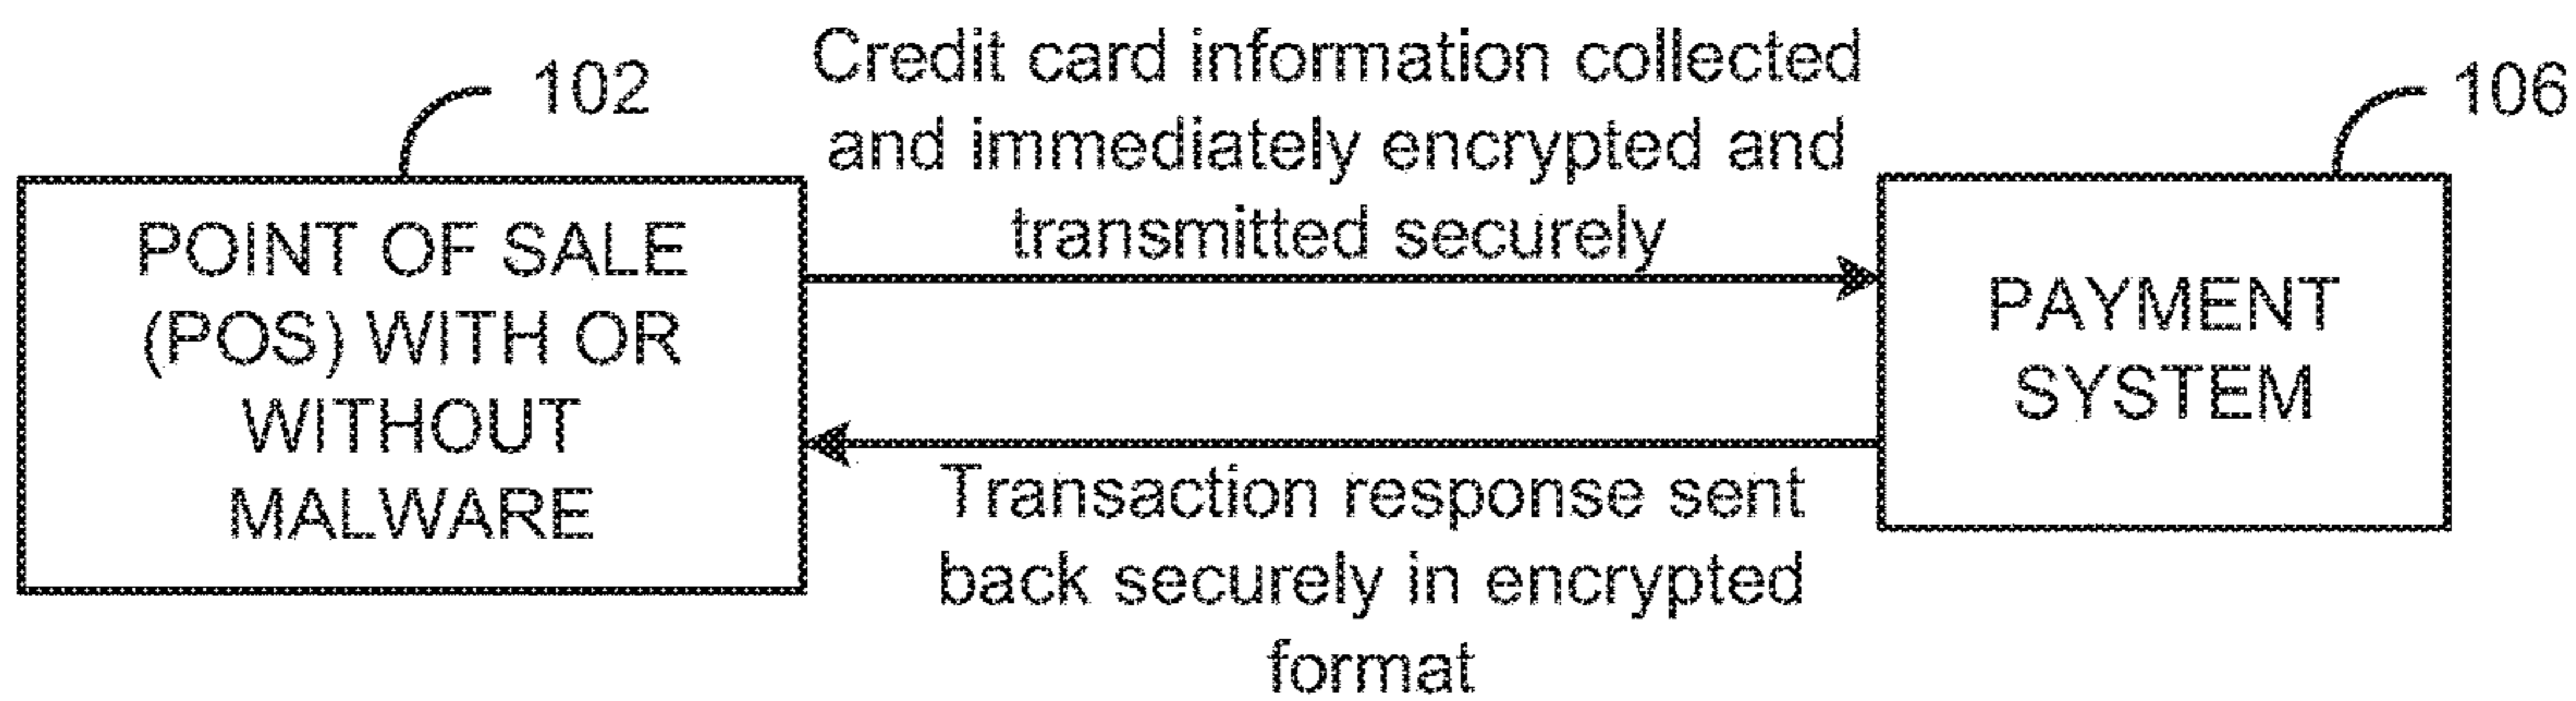 102
Credit card information collected
and immediately encrypted and
transmitted securely
106
POINT OF SALE
(POS) WITH OR
WITHOUT
MALWARE
PAYMENT
SYSTEM
Transaction response sent
back securely in encrypted
format